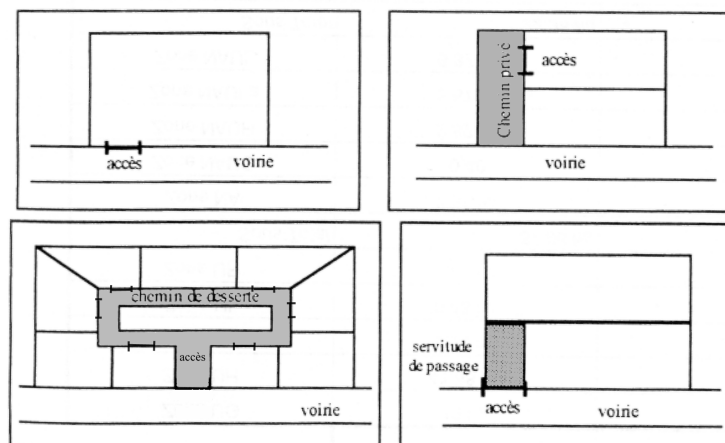 accès
voirie
Chemin privé
accès
voirie
chemin de desserte
accès
voirie
servitude
de passage
accès
voirie